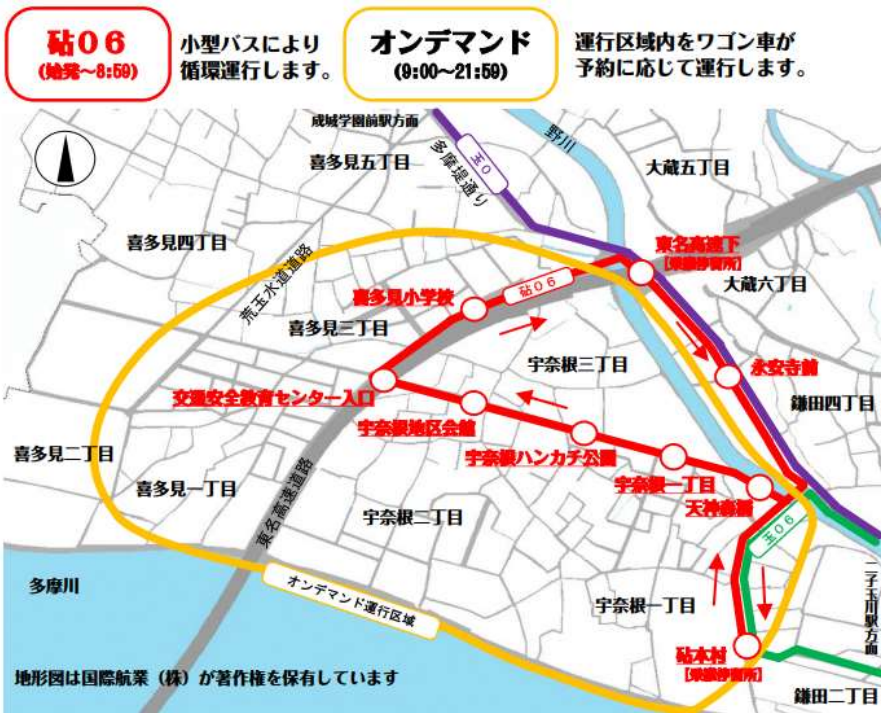 砧06
(始発~8:59)
小型バスにより
循環運行します。
オンデマンド
(9:00~21:59)
運行区域内をワゴン車が
予約に応じて運行します。
成城学園前駅方面
喜多見五丁目
多摩堤通り
玉0
野川
大蔵五丁目
喜多見四丁目
荒玉水道道路
東名高速下
[乗継停留所]
大蔵六丁目
喜多見小学校
砧06
喜多見三丁目
宇奈根三丁目
永安寺前
交通安全教育センター入口
鎌田四丁目
宇奈根地区会館
宇奈根ハンカチ公園
喜多見二丁目
喜多見一丁目
宇奈根一丁目
天神森橋
宇奈根二丁目
東名高速道路
玉06
二子玉川駅方面
多摩川
オンデマンド運行区域
宇奈根一丁目
砧本村
[乗継停留所]
地形図は国際航業(株)が著作権を保有しています
鎌田二丁目